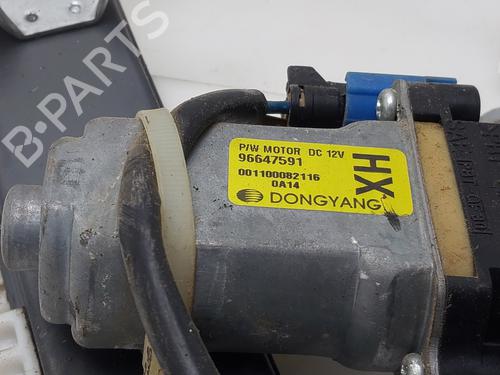 B-PARTS
P/W MOTOR DC 12V
96647591
001100082116
0A14
HX
DONGYANG